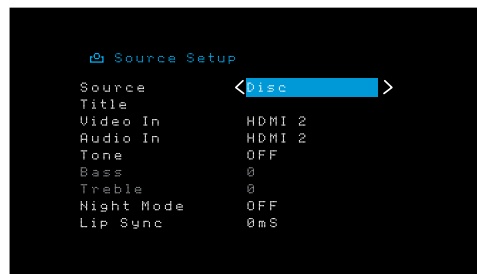 Source Setup
Source < Disc >
Title
Video In HDMI 2
Audio In HDMI 2
Tone OFF
Bass 0
Treble 0
Night Mode OFF
Lip Sync 0mS